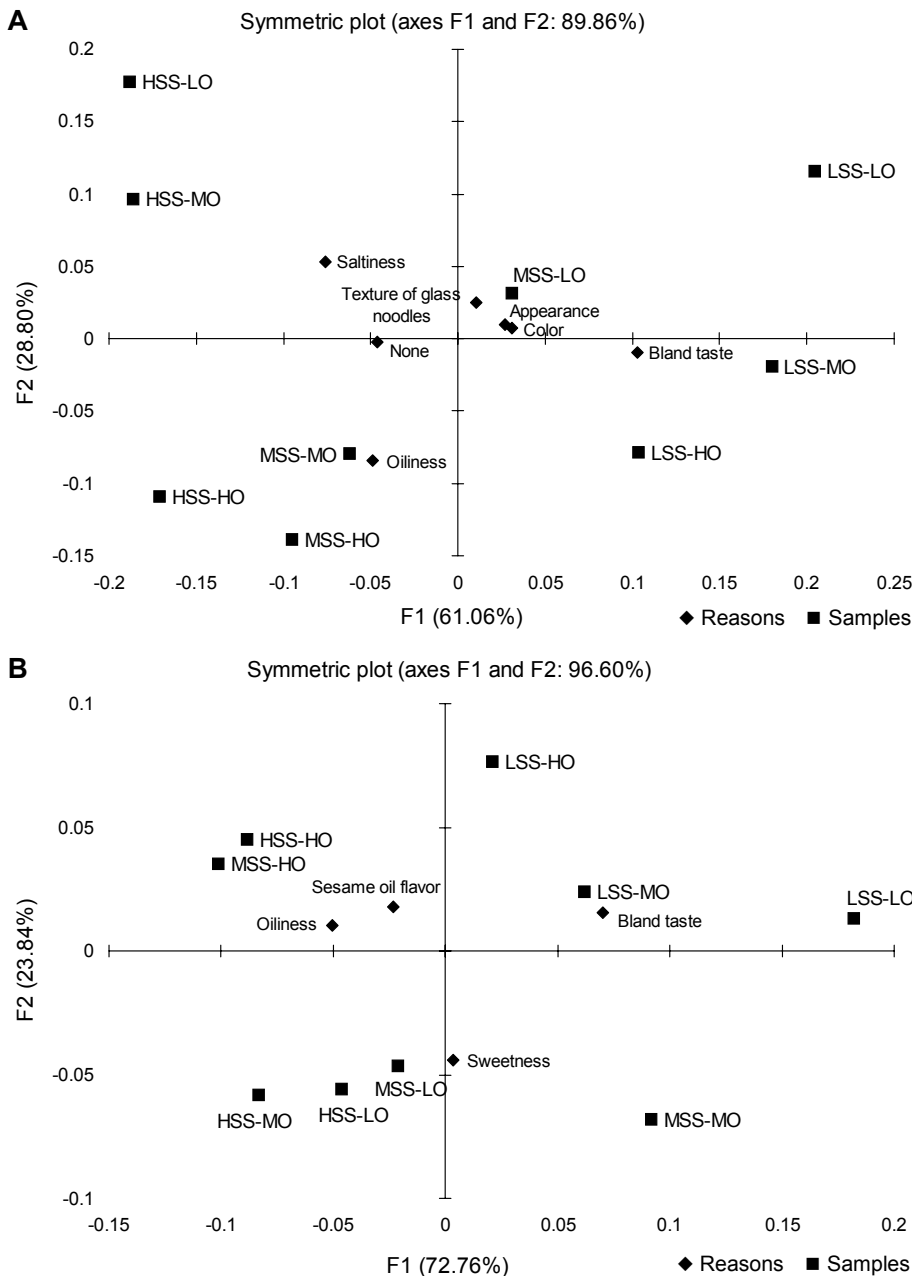 A
Symmetric plot (axes F1 and F2: 89.86%)
0.2
HSS-LO
0.15
LSS-LO
0.1
HSS-MO
0.05
Saltiness
MSS-LO
Texture of glass
noodles
Appearance
Color
0
None
Bland taste
LSS-MO
-0.05
MSS-MO
Oiliness
LSS-HO
-0.1
HSS-HO
MSS-HO
-0.15
F2 (28.80%)
-0.2 -0.15 -0.1 -0.05 0 0.05 0.1 0.15 0.2 0.25
F1 (61.06%)
Reasons Samples
B
Symmetric plot (axes F1 and F2: 96.60%)
0.1
LSS-HO
0.05
HSS-HO
MSS-HO
Sesame oil flavor
LSS-MO
LSS-LO
Oiliness
Bland taste
0
F2 (23.84%)
Sweetness
-0.05
MSS-LO
HSS-LO
HSS-MO
MSS-MO
-0.1
-0.15 -0.1 -0.05 0 0.05 0.1 0.15 0.2
F1 (72.76%)
Reasons Samples